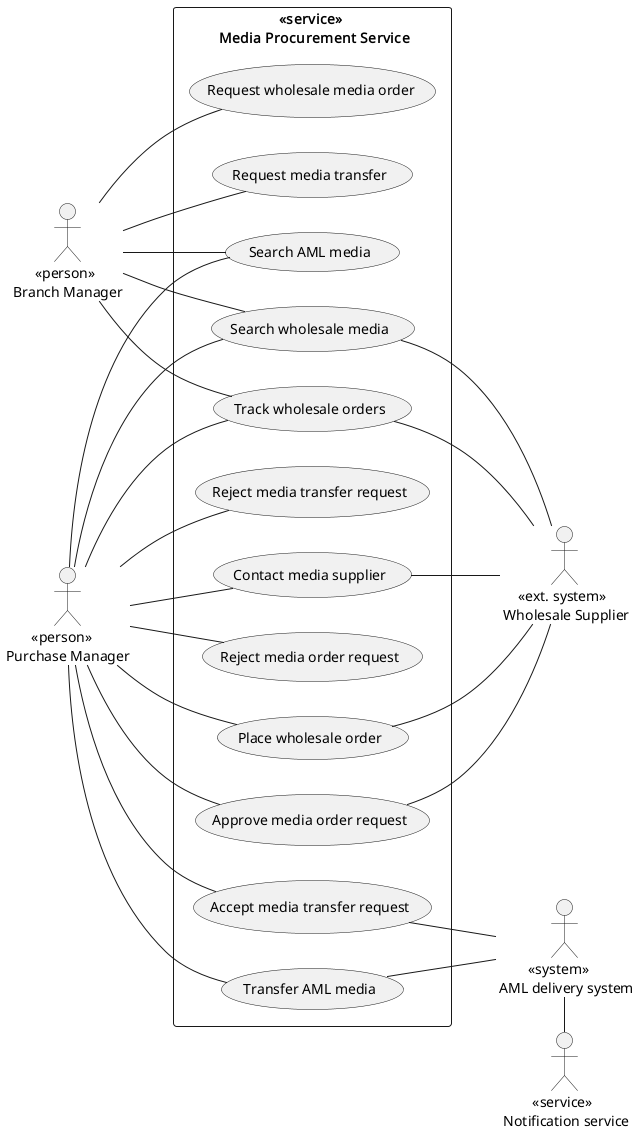 «service»
Media Procurement Service
Request wholesale media order
Request media transfer
Search AML media
«person»
Branch Manager
Search wholesale media
Track wholesale orders
Reject media transfer request
Contact media supplier
«ext. system»
Wholesale Supplier
«person»
Purchase Manager
Reject media order request
Place wholesale order
Approve media order request
Accept media transfer request
«system»
AML delivery system
Transfer AML media
«service»
Notification service